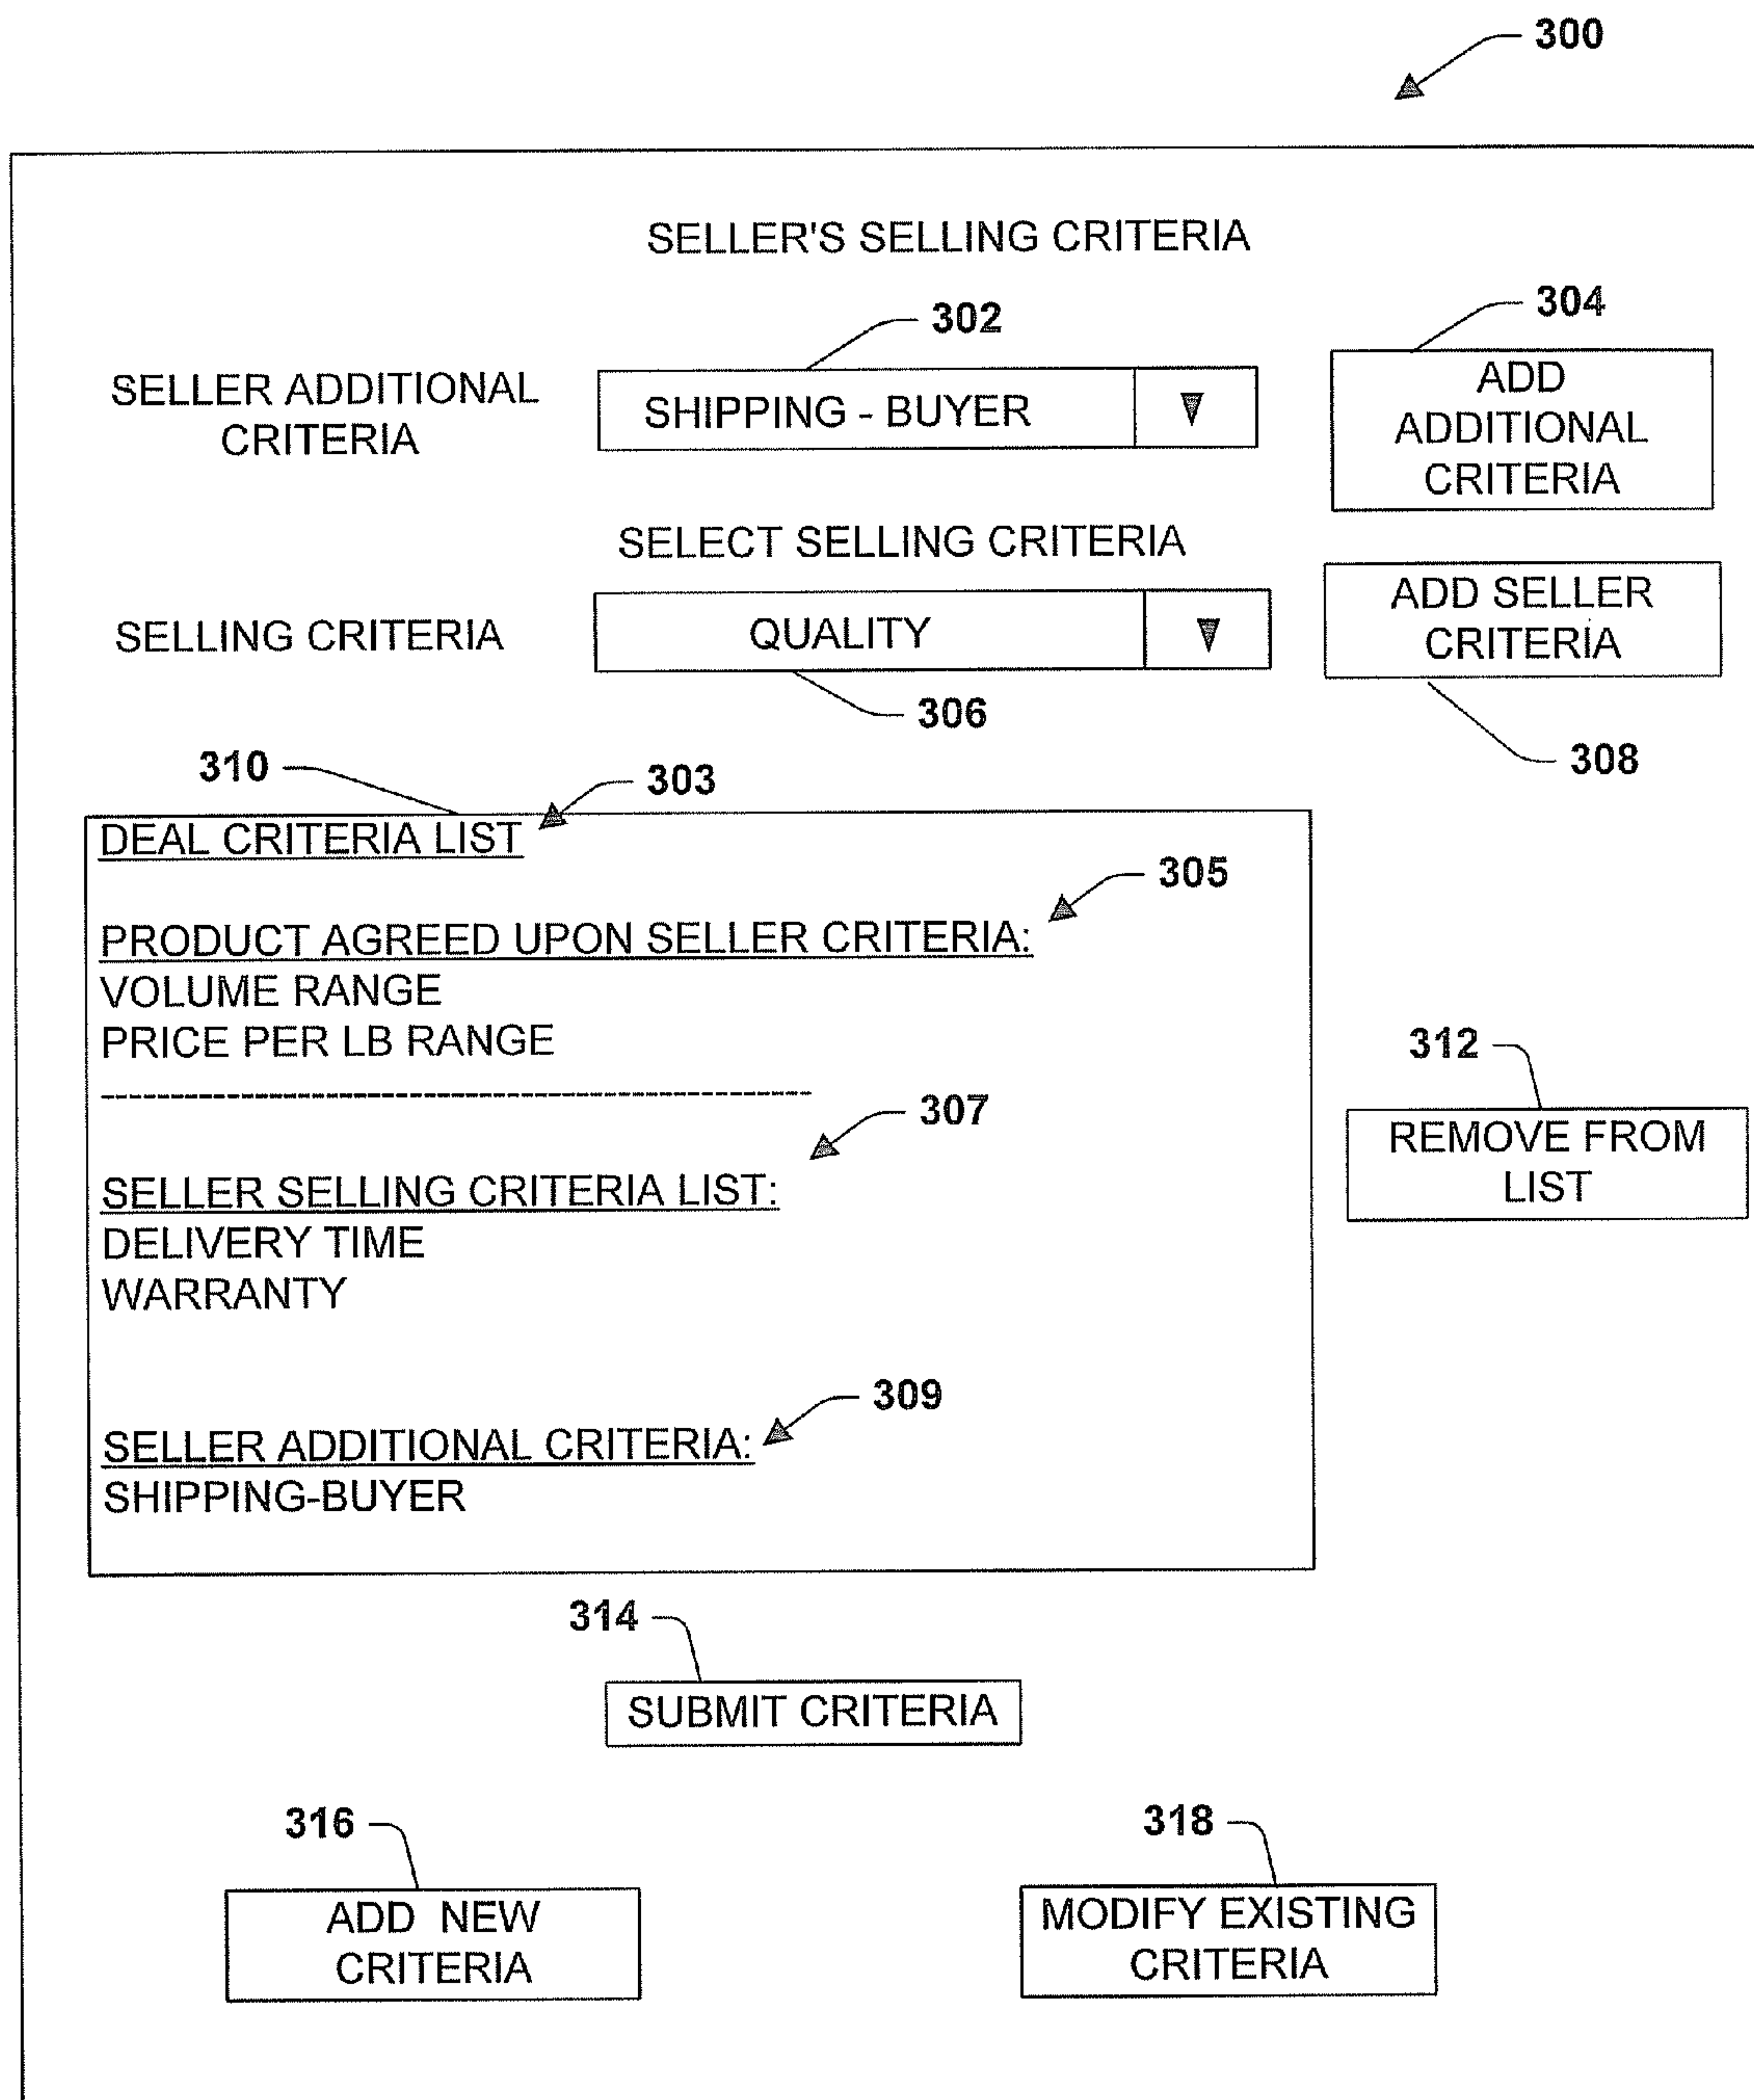 300
SELLER'S SELLING CRITERIA
302
304
SELLER ADDITIONAL
CRITERIA
SHIPPING - BUYER
ADD
ADDITIONAL
CRITERIA
SELECT SELLING CRITERIA
SELLING CRITERIA
QUALITY
ADD SELLER
CRITERIA
306
308
310
303
DEAL CRITERIA LIST
305
PRODUCT AGREED UPON SELLER CRITERIA:
VOLUME RANGE
PRICE PER LB RANGE
312
307
REMOVE FROM
LIST
SELLER SELLING CRITERIA LIST:
DELIVERY TIME
WARRANTY
309
SELLER ADDITIONAL CRITERIA:
SHIPPING-BUYER
314
SUBMIT CRITERIA
316
318
ADD NEW
CRITERIA
MODIFY EXISTING
CRITERIA